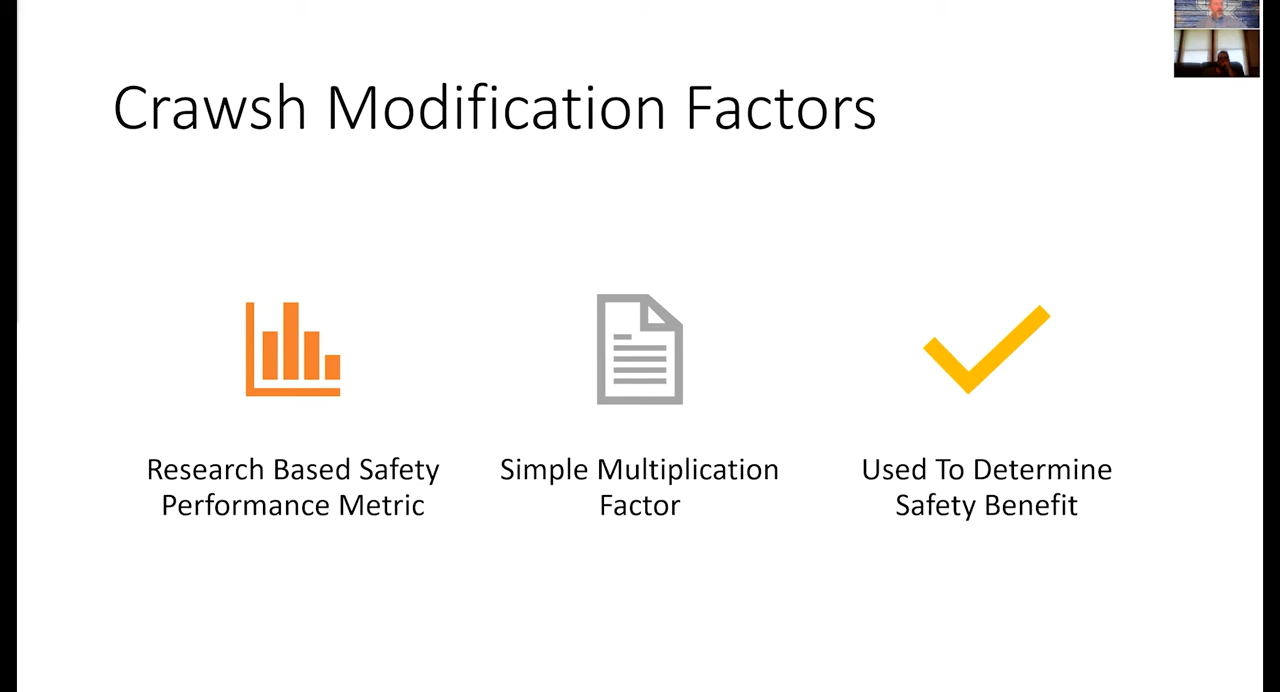 Crawsh Modification Factors
Research Based Safety
Performance Metric
Simple Multiplication
Factor
Used To Determine
Safety Benefit